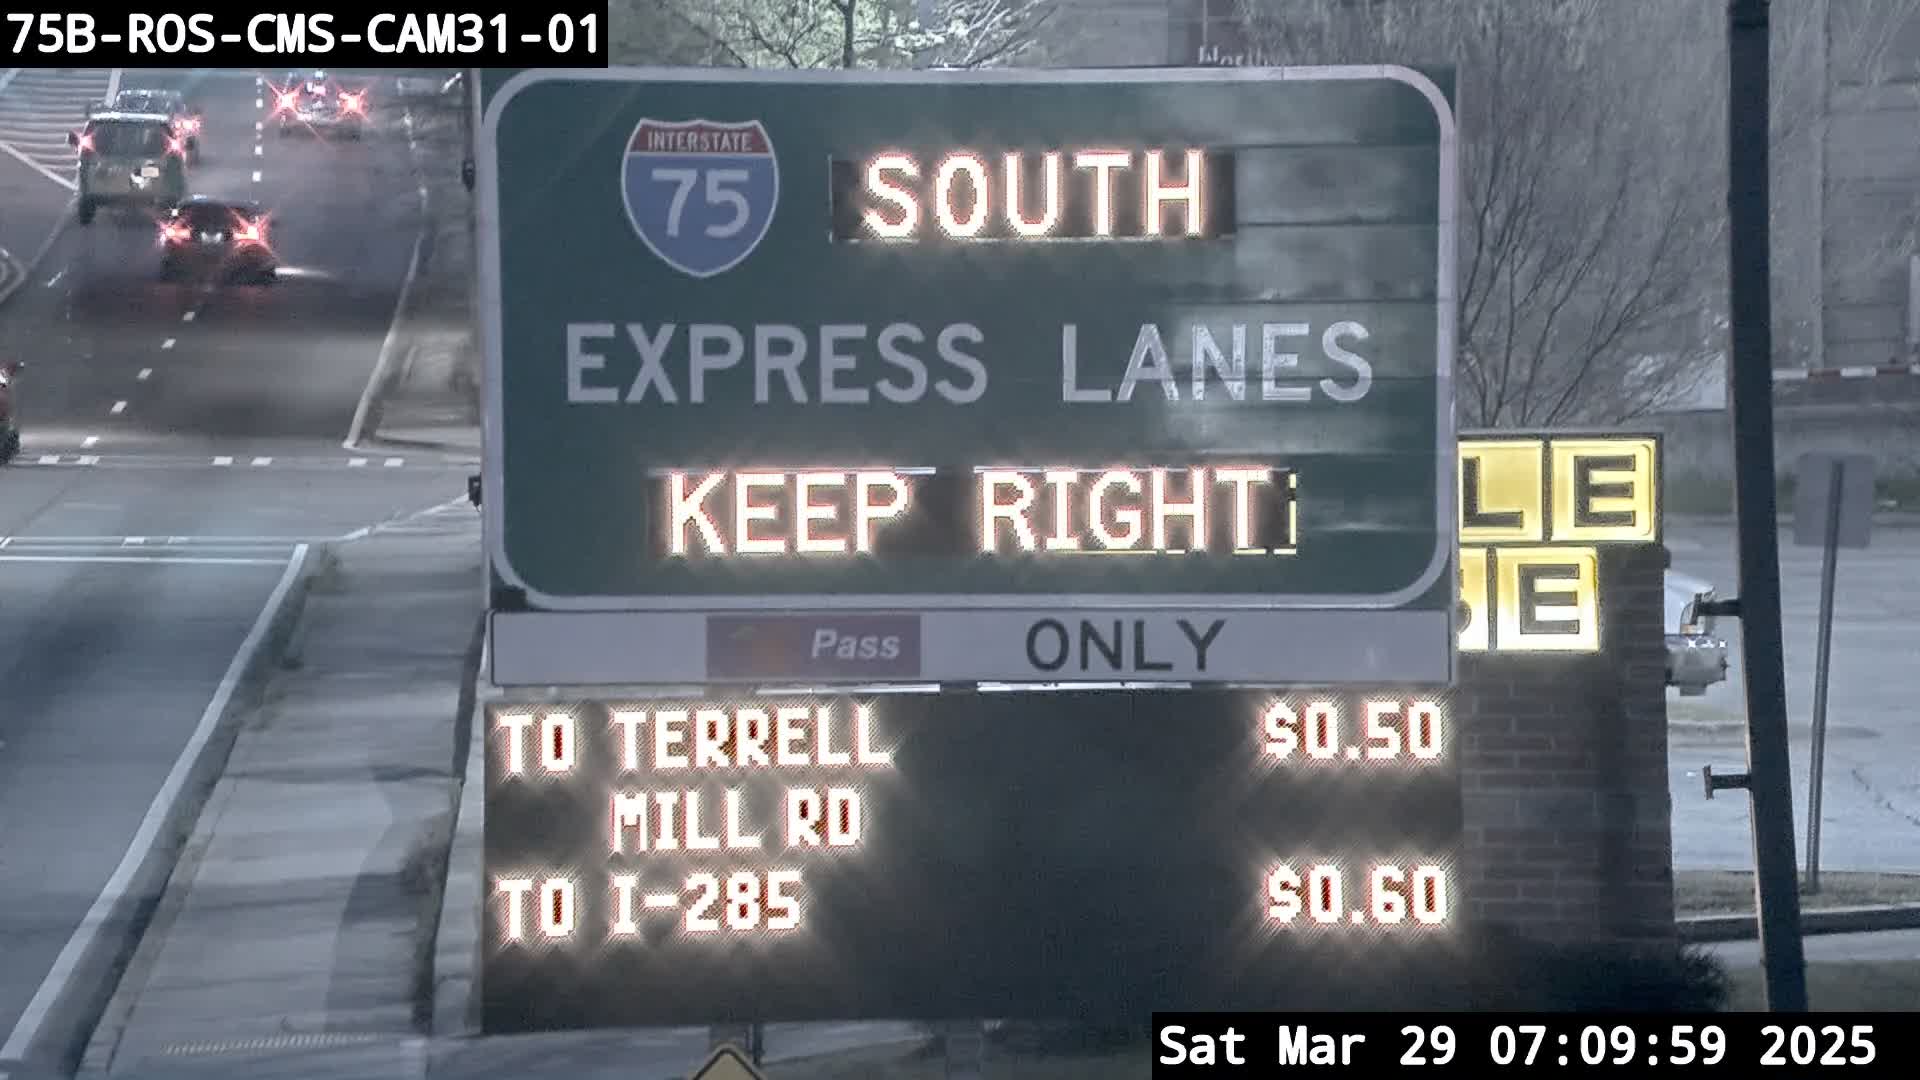 75B-ROS-CMS-CAM31-01
INTERSTATE
75
SOUTH
EXPRESS LANES
KEEP RIGHT
Pass ONLY
TO TERRELL $0.50
MILL RD
TO I-285 $0.60
LE
E
Sat Mar 29 07:09:59 2025